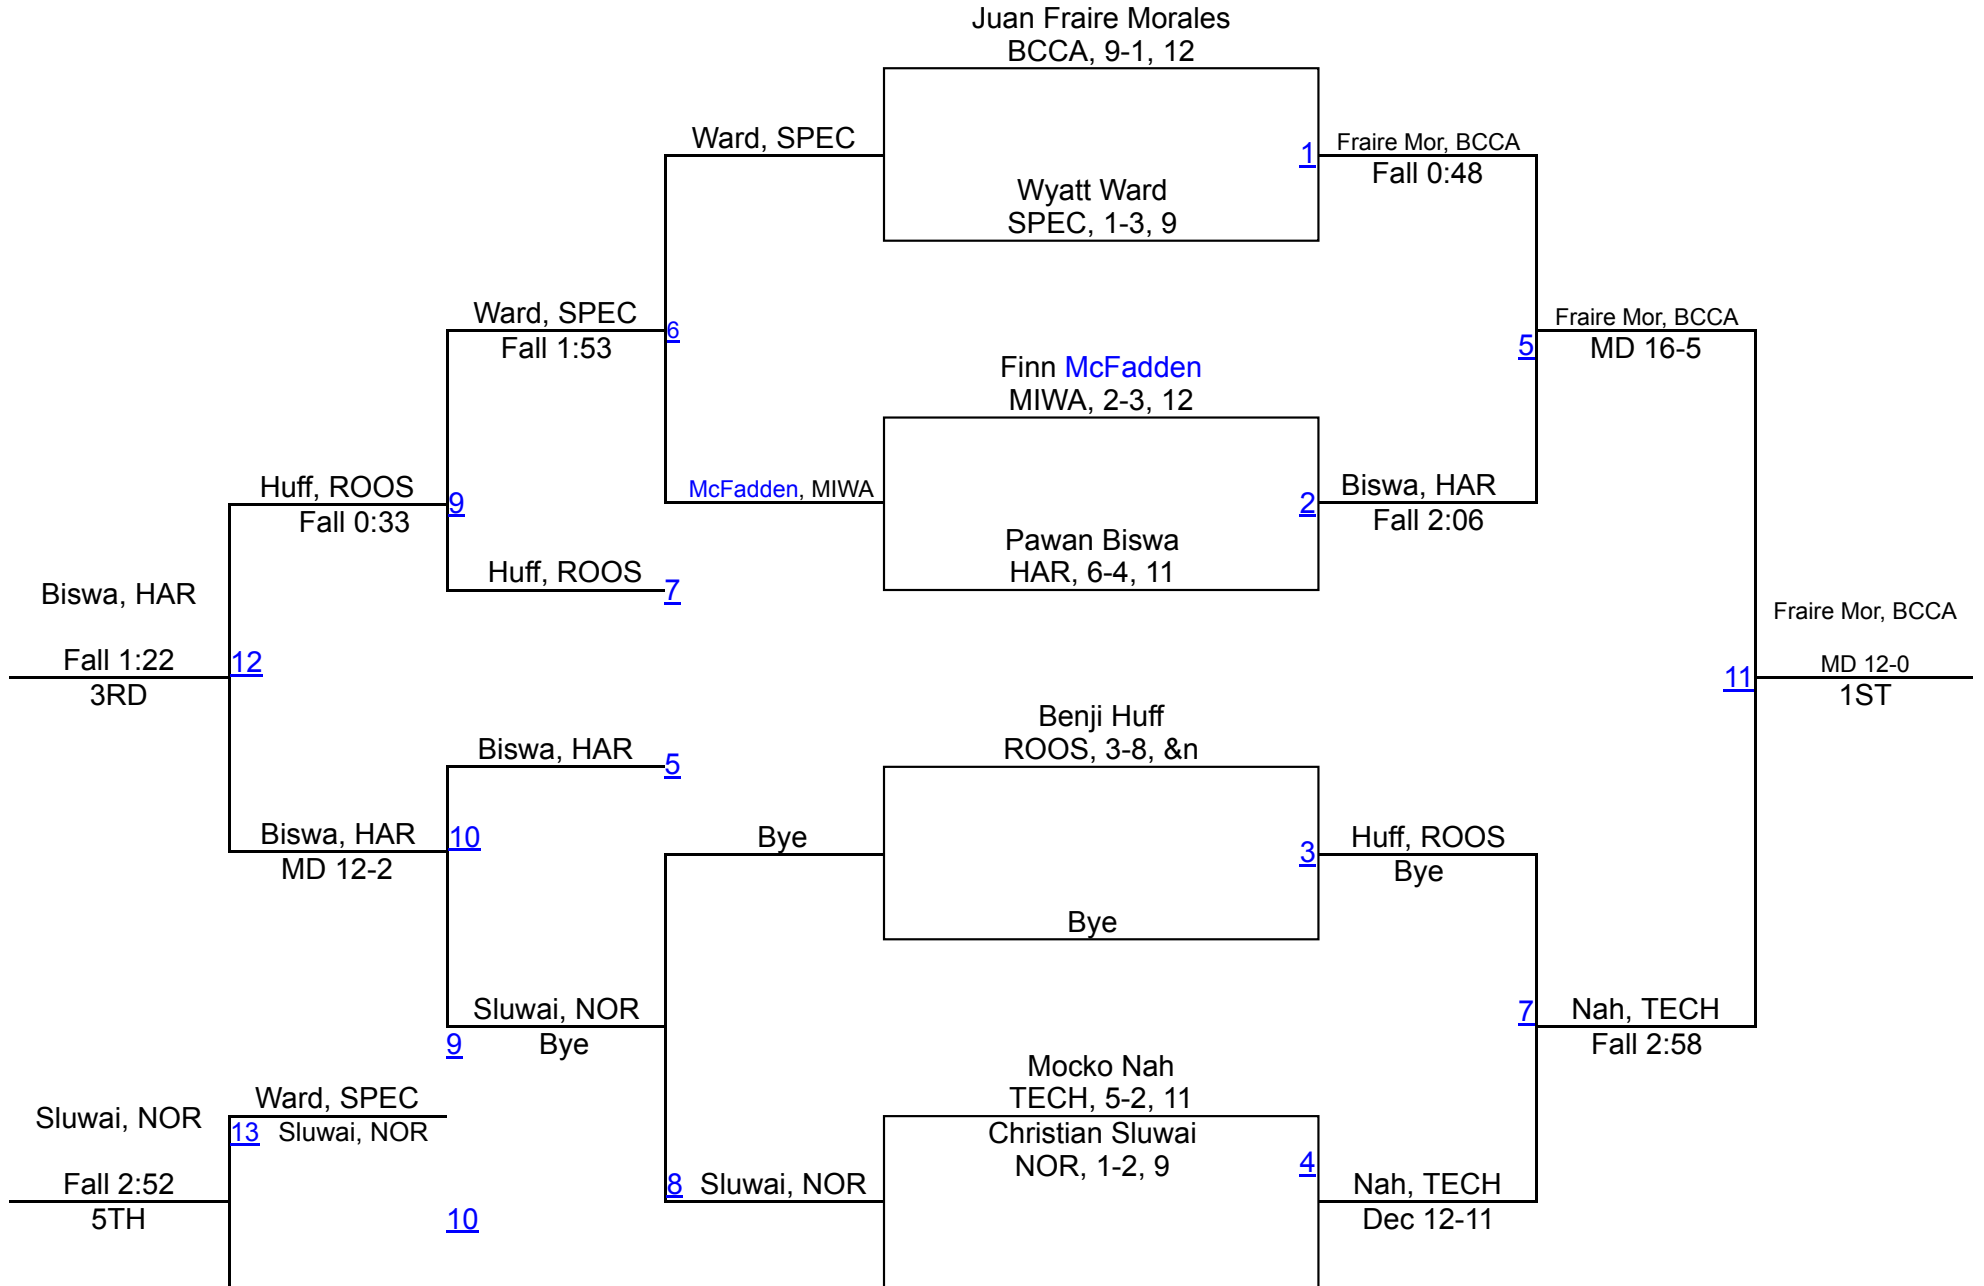 Juan Fraire Morales
BCCA, 9-1, 12
Ward, SPEC
1
Fraire Mor, BCCA
Fall 0:48
Wyatt Ward
SPEC, 1-3, 9
Ward, SPEC
Fall 1:53
6
Fraire Mor, BCCA
MD 16-5
5
Finn McFadden
MIWA, 2-3, 12
Huff, ROOS
Fall 0:33
9
McFadden, MIWA
2
Biswa, HAR
Fall 2:06
Pawan Biswa
HAR, 6-4, 11
Huff, ROOS
7
Biswa, HAR
Fall 1:22
3RD
12
Fraire Mor, BCCA
MD 12-0
1ST
11
Benji Huff
ROOS, 3-8, &n
Biswa, HAR
5
Biswa, HAR
MD 12-2
10
Bye
3
Huff, ROOS
Bye
Bye
Sluwai, NOR
Bye
9
7
Nah, TECH
Fall 2:58
Mocko Nah
TECH, 5-2, 11
Christian Sluwai
NOR, 1-2, 9
4
Ward, SPEC
Sluwai, NOR
13
Sluwai, NOR
Fall 2:52
5TH
10
8
Sluwai, NOR
Nah, TECH
Dec 12-11